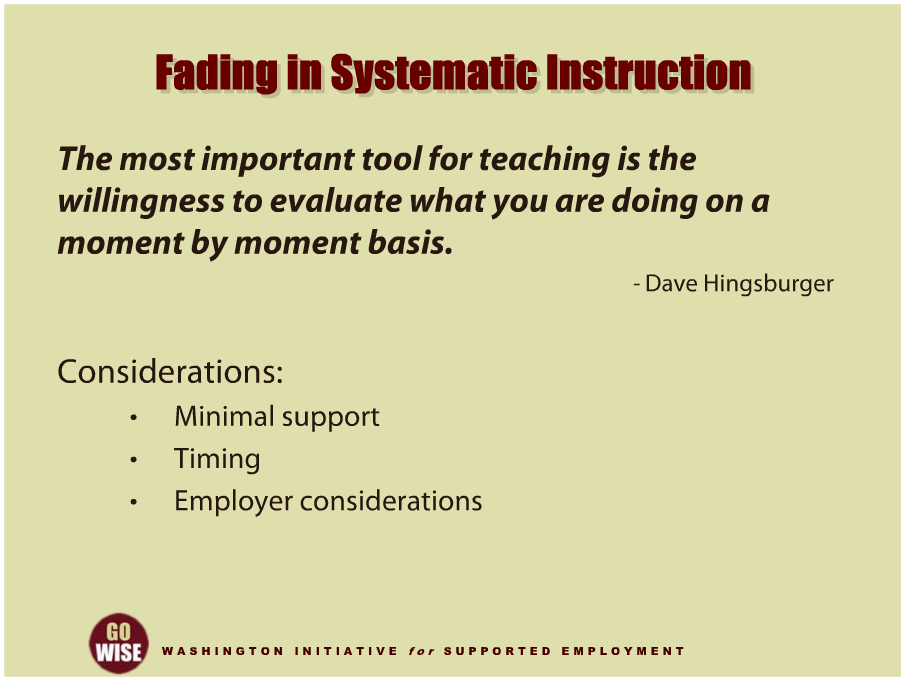 Fading in Systematic Instruction
The most important tool for teaching is the
willingness to evaluate what you are doing on a
moment by moment basis.
- Dave Hingsburger
Considerations:
• Minimal support
• Timing
• Employer considerations
GO
WISE
WASHINGTON INITIATIVE for SUPPORTED EMPLOYMENT